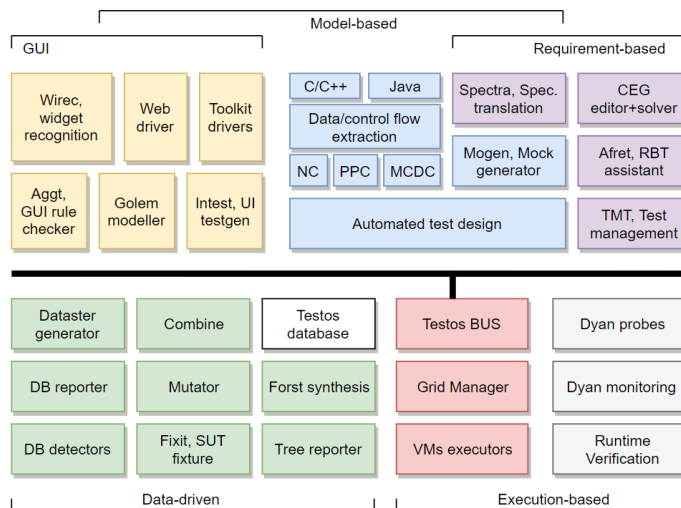 Model-based
GUI
Requirement-based
Wirec,
widget
recognition
Web
driver
Toolkit
drivers
C/C++
Java
Data/control flow
extraction
NC
PPC
MCDC
Spectra, Spec.
translation
CEG
editor+solver
Mogen, Mock
generator
Afret, RBT
assistant
Aggt,
GUI rule
checker
Golem
modeller
Intest, UI
testgen
Automated test design
TMT, Test
management
Dataster
generator
Combine
Testos
database
Testos BUS
Dyan probes
DB reporter
Mutator
Forst synthesis
Grid Manager
Dyan monitoring
DB detectors
Fixit, SUT
fixture
Tree reporter
VMs executors
Runtime
Verification
Data-driven
Execution-based